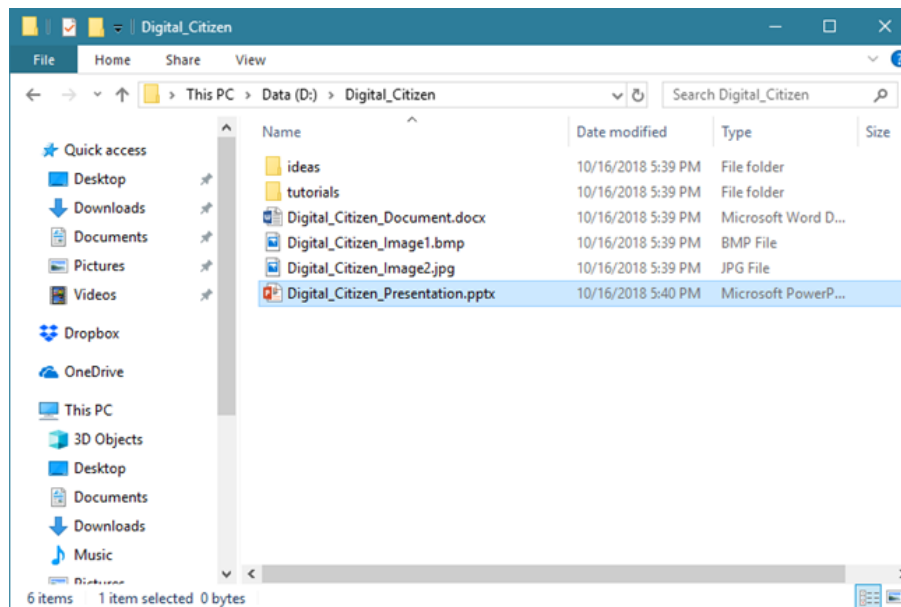 Digital_Citizen
File Home Share View
This PC > Data (D:) > Digital_Citizen
Search Digital_Citizen
Name Date modified Type Size
Quick access
Desktop
Downloads
Documents
Pictures
Videos
Dropbox
OneDrive
This PC
3D Objects
Desktop
Documents
Downloads
Music
Pictures
ideas 10/16/2018 5:39 PM File folder
tutorials 10/16/2018 5:39 PM File folder
Digital_Citizen_Document.docx 10/16/2018 5:39 PM Microsoft Word D...
Digital_Citizen_Image1.bmp 10/16/2018 5:39 PM BMP File
Digital_Citizen_Image2.jpg 10/16/2018 5:39 PM JPG File
Digital_Citizen_Presentation.pptx 10/16/2018 5:40 PM Microsoft PowerP...
6 items 1 item selected 0 bytes